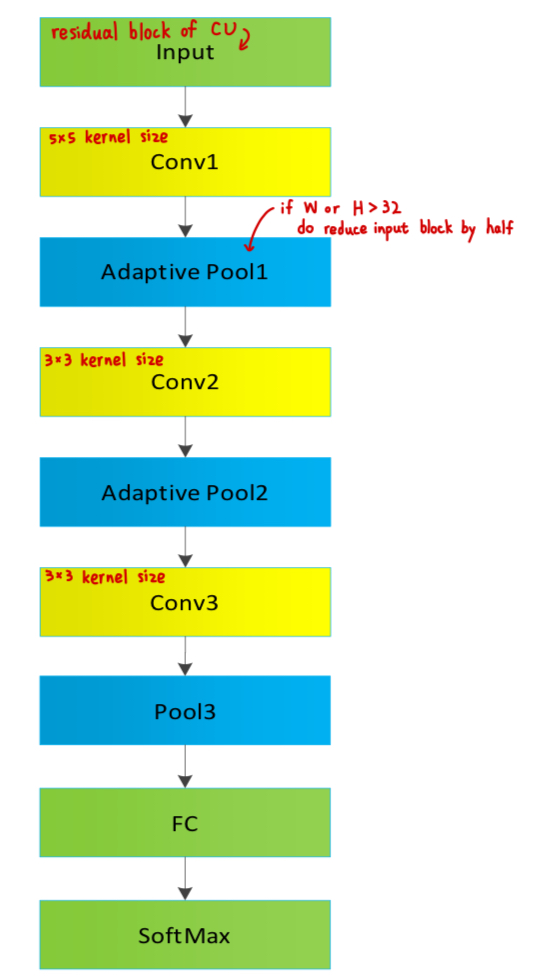 residual block of CU
Input
5×5 kernel size
Conv1
if W or H > 32
do reduce input block by half
Adaptive Pool1
3×3 kernel size
Conv2
Adaptive Pool2
3×3 kernel size
Conv3
Pool3
FC
SoftMax